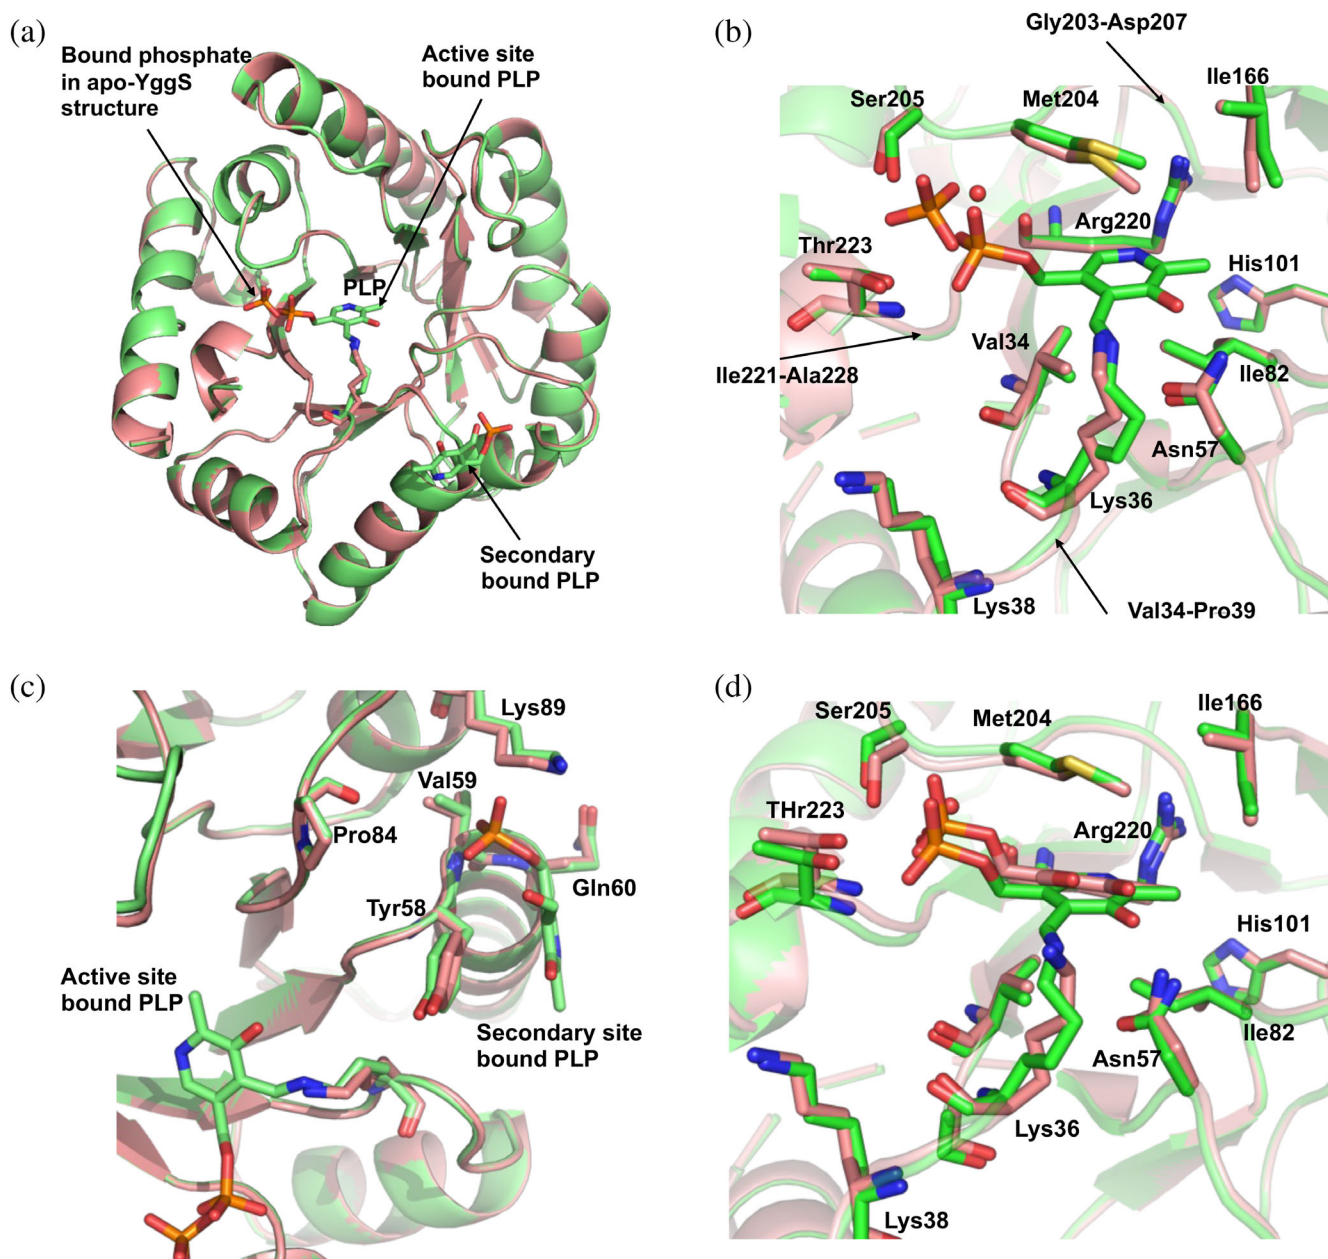 (a)
Bound phosphate
in apo-YggS
structure
Active site
bound PLP
PLP
Secondary
bound PLP
(b)
Gly203-Asp207
Ile166
Ser205
Met204
Arg220
Thr223
His101
Val34
Ile82
Ile221-Ala228
Asn57
Lys36
Lys38
Val34-Pro39
(c)
Lys89
Val59
Pro84
Gln60
Tyr58
Active site
bound PLP
Secondary site
bound PLP
(d)
Ser205
Met204
Ile166
THr223
Arg220
His101
Ile82
Asn57
Lys36
Lys38